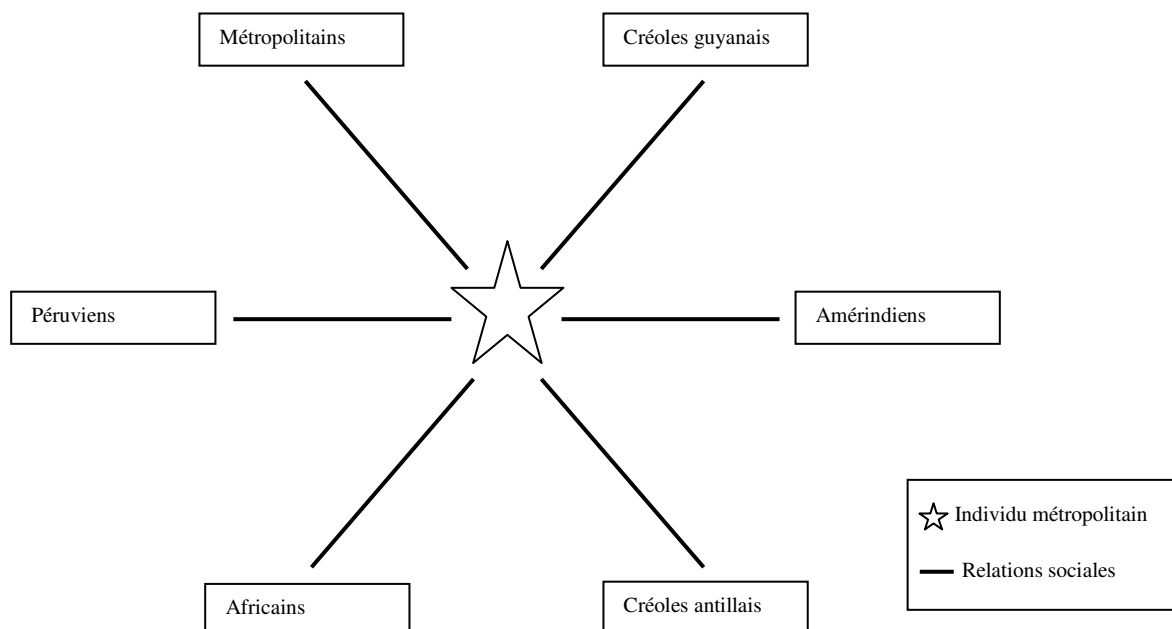 Métropolitains
Créoles guyanais
Péruviens
Amérindiens
Africains
Créoles antillais
Individu métropolitain
Relations sociales